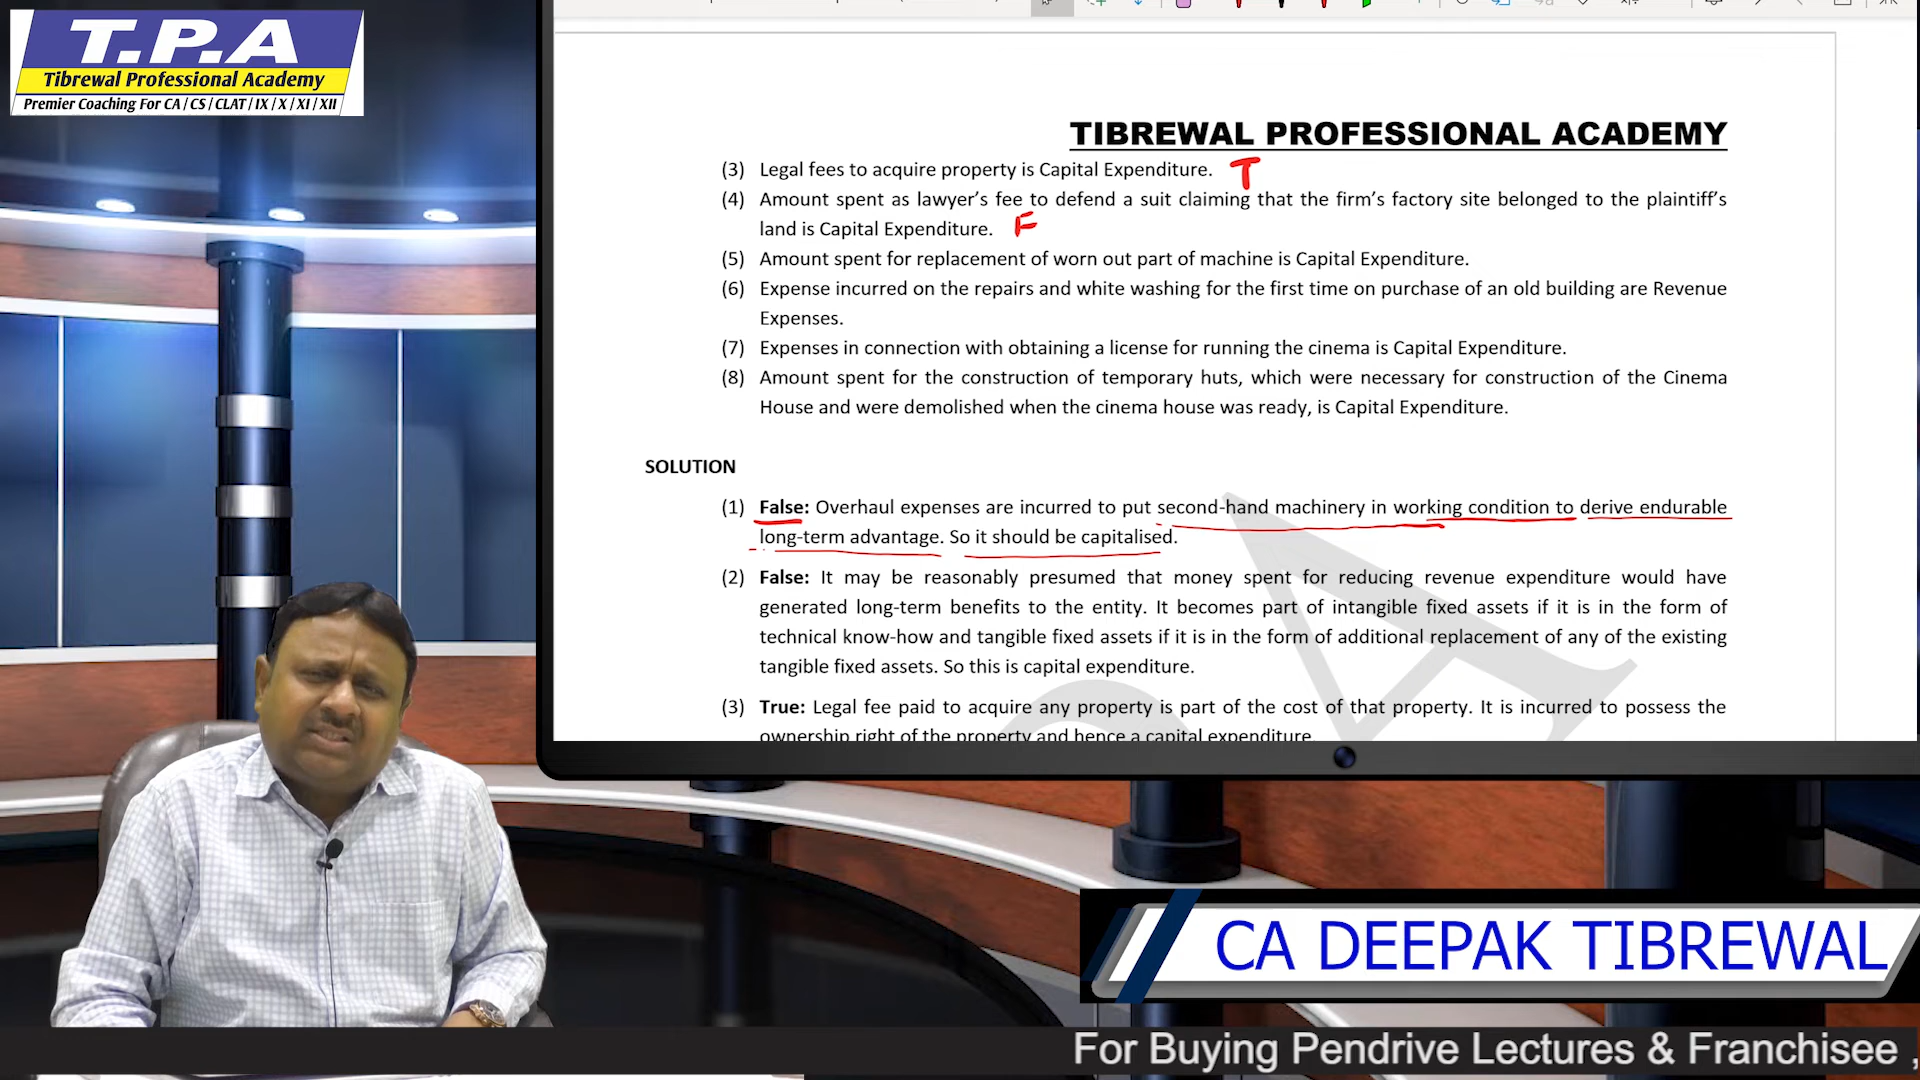 T.P.A
Tibrewal Professional Academy
Premier Coaching For CA / CS / CLAT / IX / X / XI / XII
TIBREWAL PROFESSIONAL ACADEMY
(3) Legal fees to acquire property is Capital Expenditure. T
(4) Amount spent as lawyer's fee to defend a suit claiming that the firm's factory site belonged to the plaintiff's
land is Capital Expenditure. F
(5) Amount spent for replacement of worn out part of machine is Capital Expenditure.
(6) Expense incurred on the repairs and white washing for the first time on purchase of an old building are Revenue
Expenses.
(7) Expenses in connection with obtaining a license for running the cinema is Capital Expenditure.
(8) Amount spent for the construction of temporary huts, which were necessary for construction of the Cinema
House and were demolished when the cinema house was ready, is Capital Expenditure.
SOLUTION
(1) False: Overhaul expenses are incurred to put second-hand machinery in working condition to derive endurable
long-term advantage. So it should be capitalised.
(2) False: It may be reasonably presumed that money spent for reducing revenue expenditure would have
generated long-term benefits to the entity. It becomes part of intangible fixed assets if it is in the form of
technical know-how and tangible fixed assets if it is in the form of additional replacement of any of the existing
tangible fixed assets. So this is capital expenditure.
(3) True: Legal fee paid to acquire any property is part of the cost of that property. It is incurred to possess the
ownership right of the property and hence a capital expenditure.
CA DEEPAK TIBREWAL
For Buying Pendrive Lectures & Franchisee ,